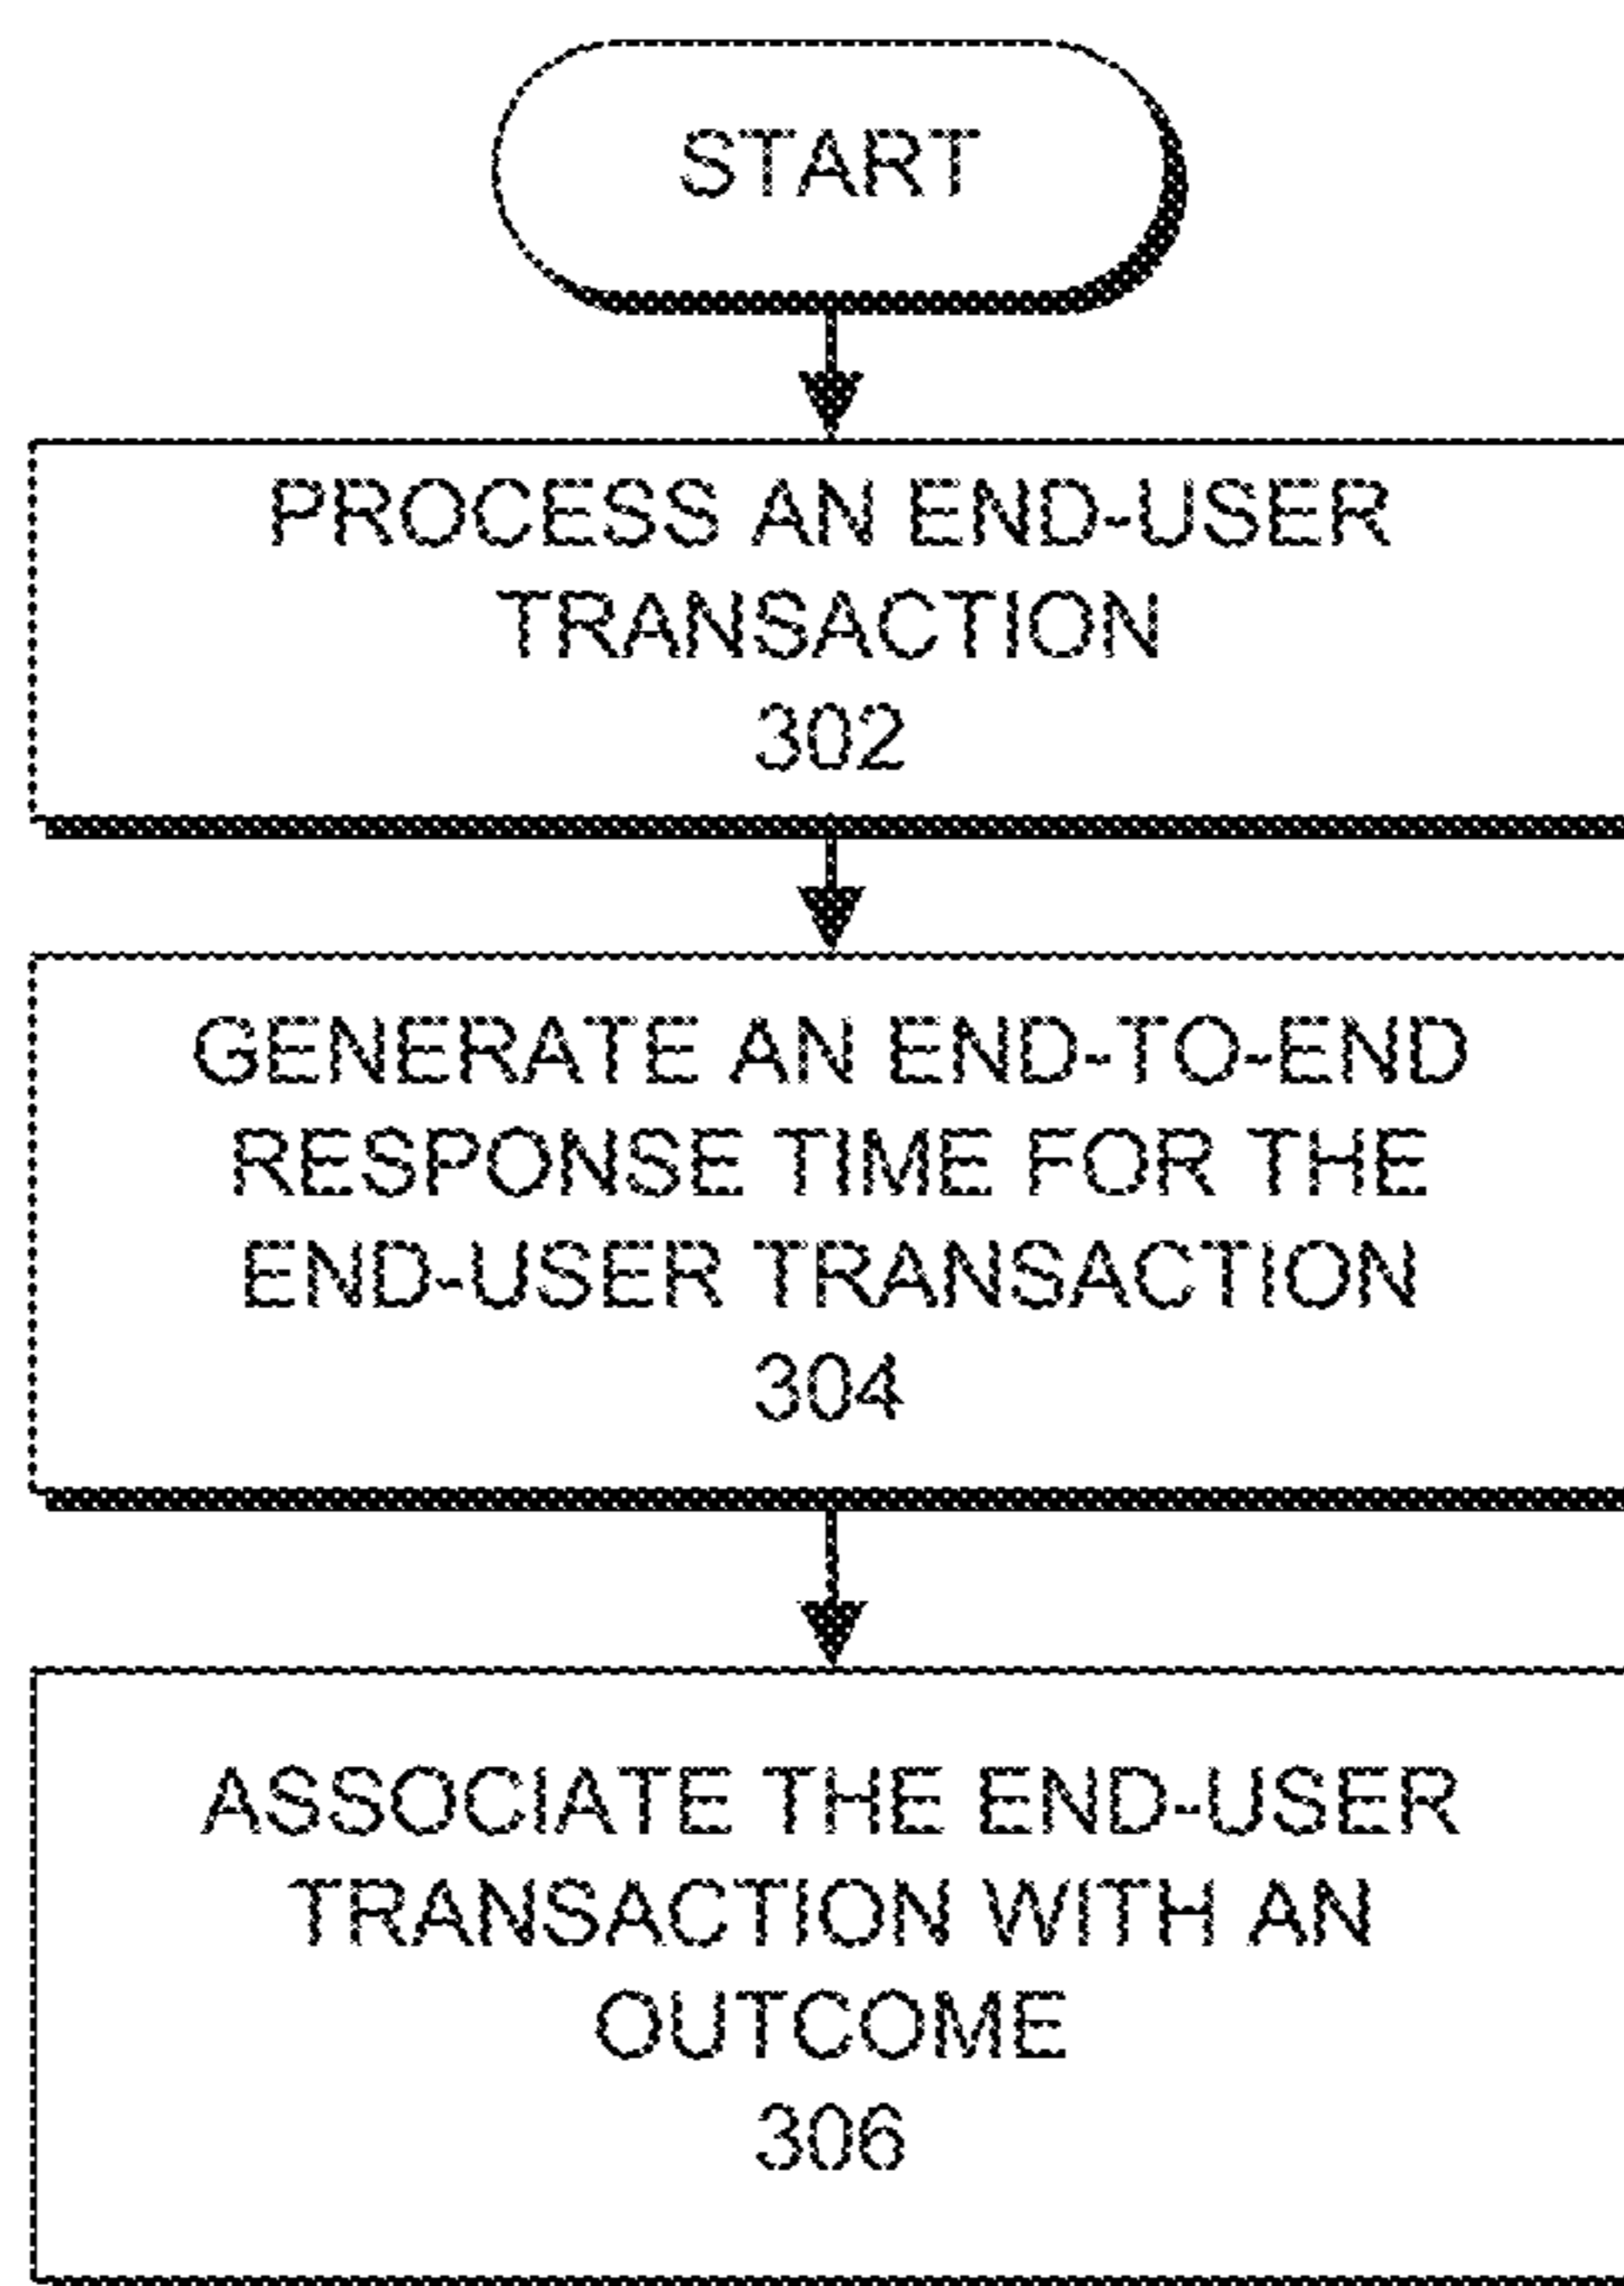 START
PROCESS AN END-USER
TRANSACTION
302
GENERATE AN END-TO-END
RESPONSE TIME FOR THE
END-USER TRANSACTION
304
ASSOCIATE THE END-USER
TRANSACTION WITH AN
OUTCOME
306